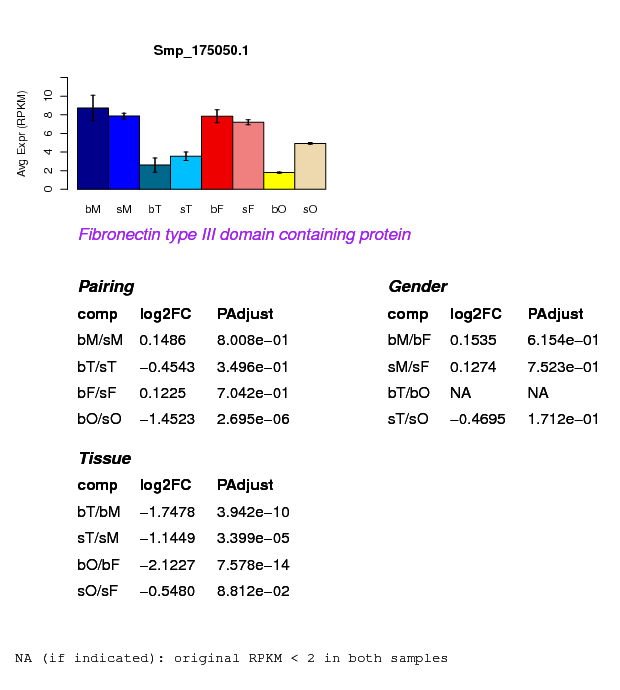 Smp_175050.1
Avg Expr (RPKM)
0 2 4 6 8 10
bM sM bT sT bF sF bO sO
Fibronectin type III domain containing protein
Pairing
comp log2FC PAdjust
bM/sM 0.1486 8.008e−01
bT/sT −0.4543 3.496e−01
bF/sF 0.1225 7.042e−01
bO/sO −1.4523 2.695e−06
Gender
comp log2FC PAdjust
bM/bF 0.1535 6.154e−01
sM/sF 0.1274 7.523e−01
bT/bO NA NA
sT/sO −0.4695 1.712e−01
Tissue
comp log2FC PAdjust
bT/bM −1.7478 3.942e−10
sT/sM −1.1449 3.399e−05
bO/bF −2.1227 7.578e−14
sO/sF −0.5480 8.812e−02
NA (if indicated): original RPKM < 2 in both samples